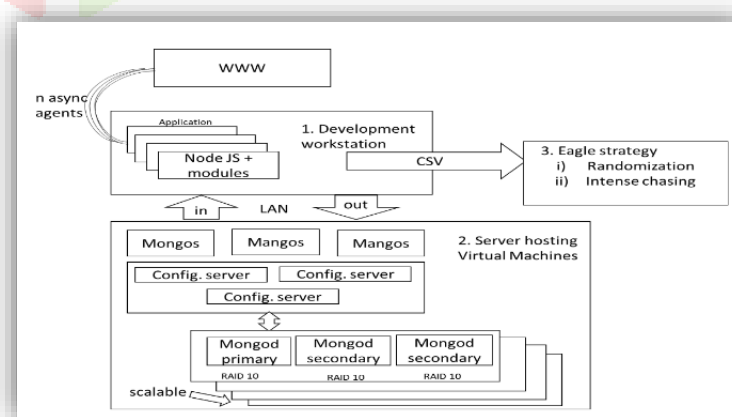 WWW
n async
agents
Application
1. Development
workstation
Node JS +
modules
CSV
3. Eagle strategy
i) Randomization
ii) Intense chasing
in
LAN
out
Mongos
Mangos
Mangos
2. Server hosting
Virtual Machines
Config. server
Config. server
Config. server
Mongod
primary
Mongod
secondary
Mongod
secondary
RAID 10
RAID 10
RAID 10
scalable